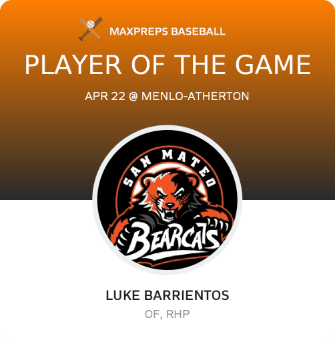 MAXPREPS BASEBALL
PLAYER OF THE GAME
APR 22 @ MENLO-ATHERTON
SAN MATEO
BEARCATS
LUKE BARRIENTOS
OF, RHP